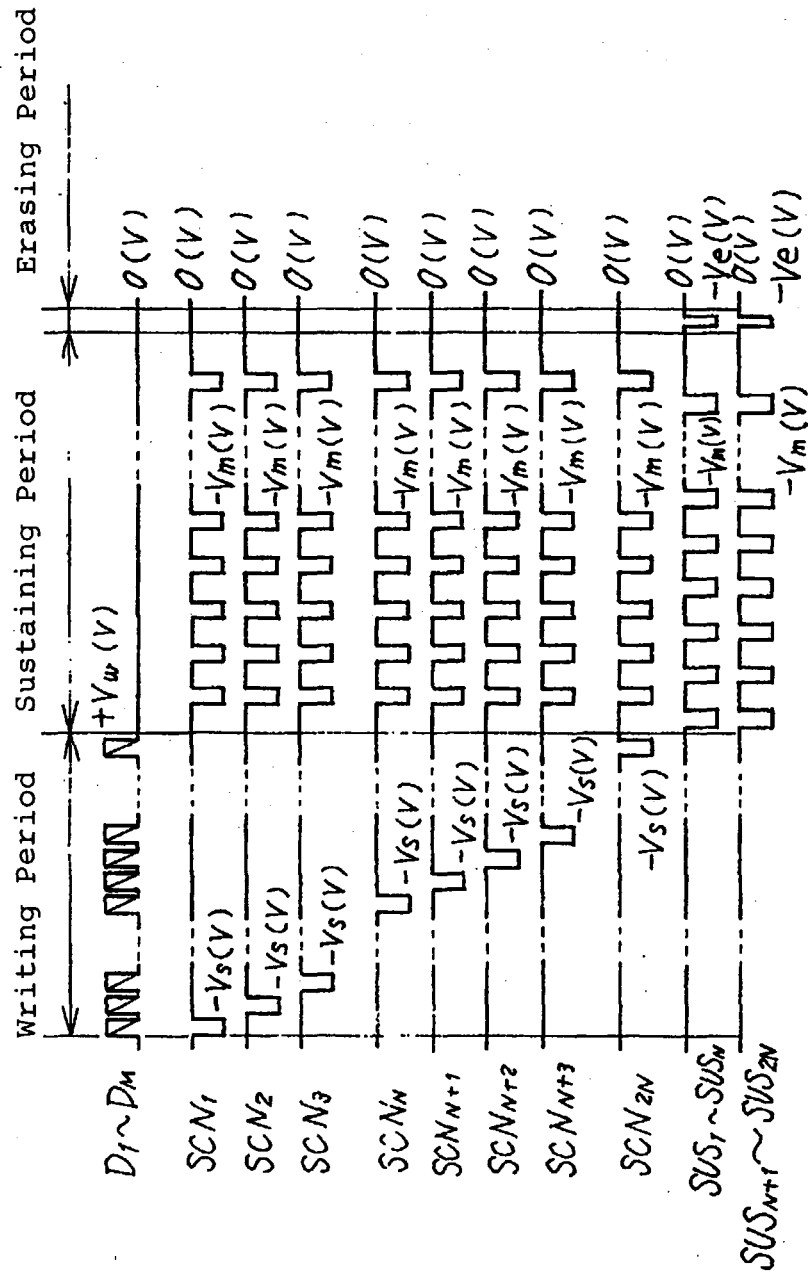 Writing Period Sustaining Period Erasing Period
+Vw(V)
D1~DM 0(V)
SCN1 -Vs(V) -Vm(V) 0(V)
SCN2 -Vs(V) -Vm(V) 0(V)
SCN3 -Vs(V) -Vm(V) 0(V)
SCNN -Vs(V) -Vm(V) 0(V)
SCNN+1 -Vs(V) -Vm(V) 0(V)
SCNN+2 -Vs(V) -Vm(V) 0(V)
SCNN+3 -Vs(V) -Vm(V) 0(V)
SCN2N -Vs(V) -Vm(V) 0(V)
SUS1~SUSN -Vm(V) 0(V)
-Ve(V)
SUSN+1~SUS2N -Vm(V) 0(V)
-Ve(V)